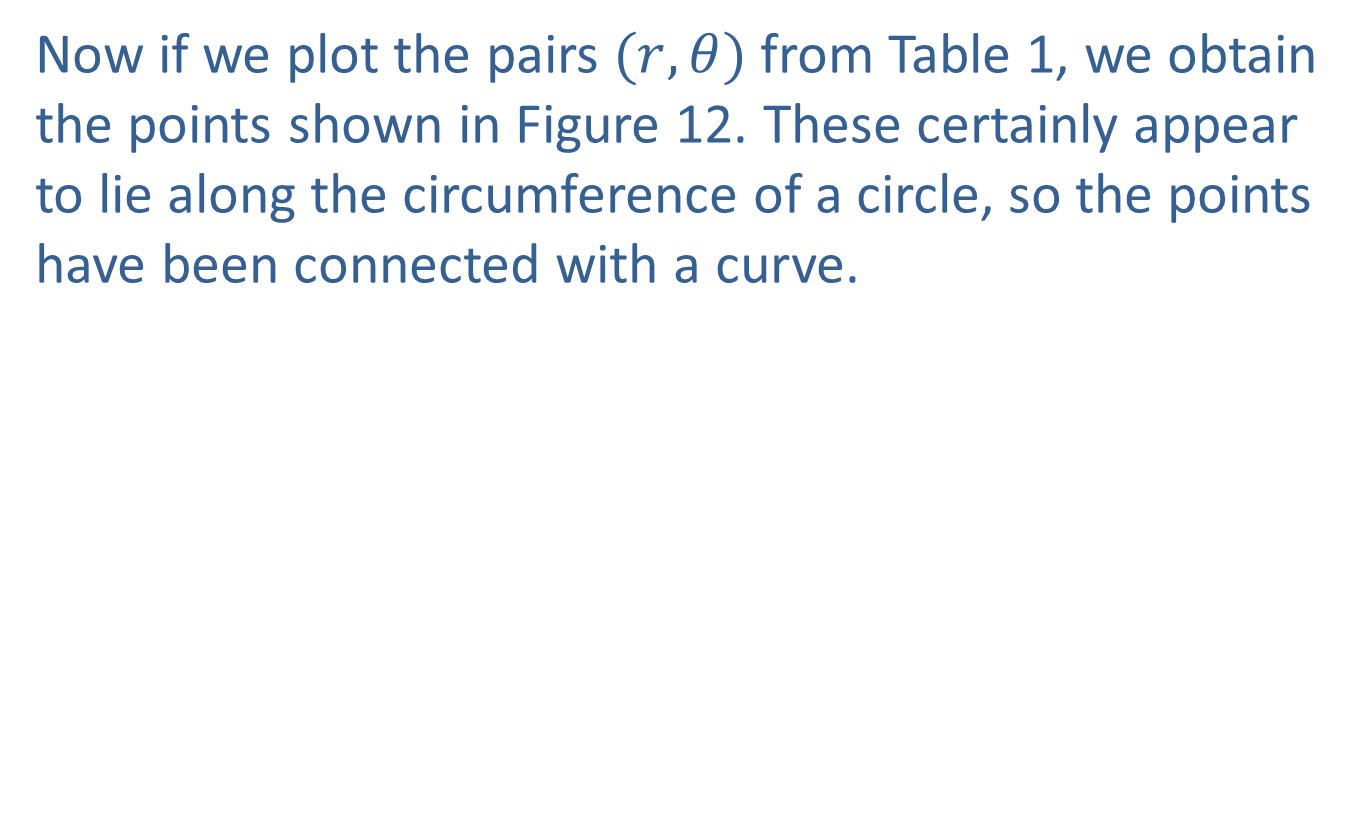 Now if we plot the pairs (𝑟, 𝜃) from Table 1, we obtain
the points shown in Figure 12. These certainly appear
to lie along the circumference of a circle, so the points
have been connected with a curve.